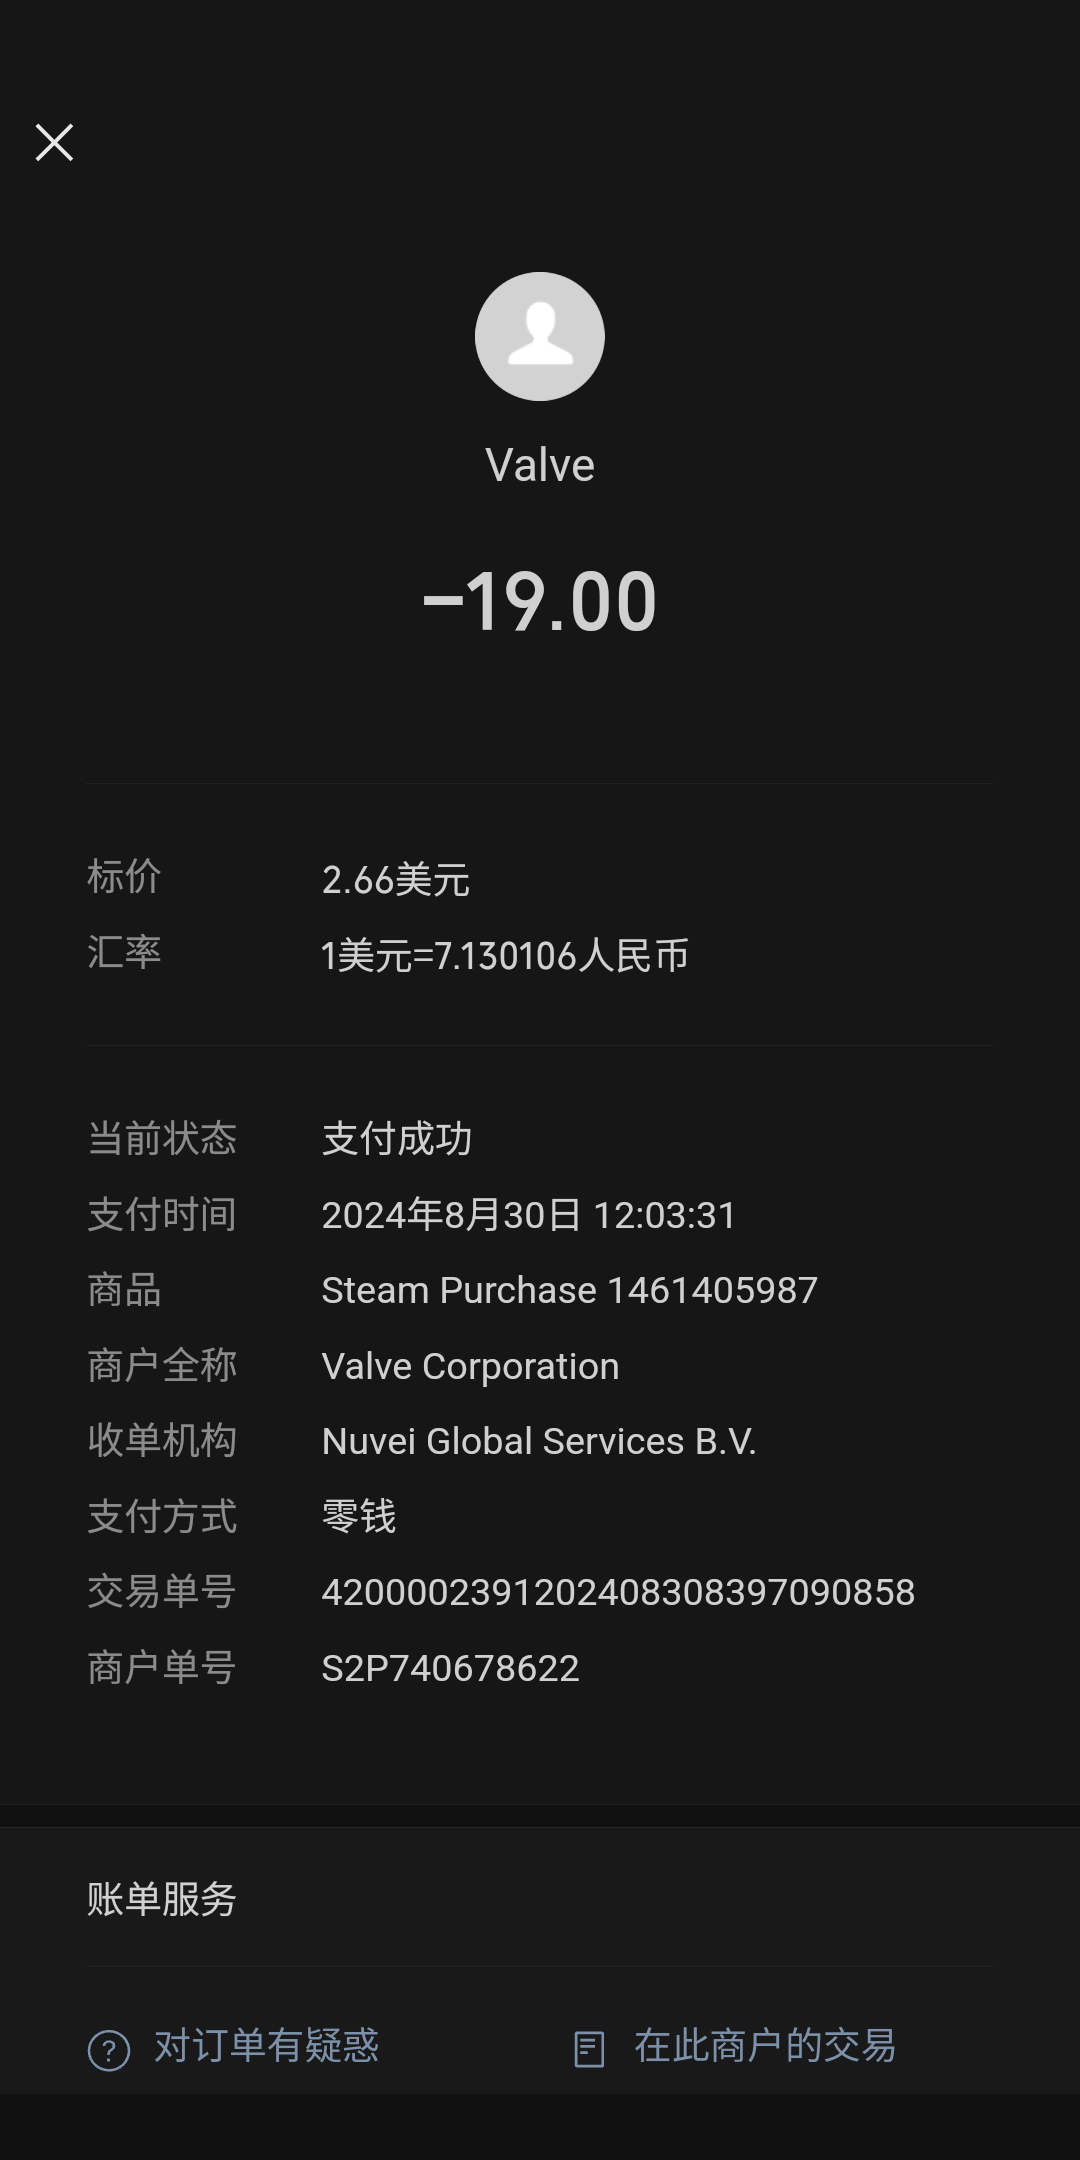 Valve
-19.00
标价 2.66美元
汇率 1美元=7.130106人民币
当前状态 支付成功
支付时间 2024年8月30日 12:03:31
商品 Steam Purchase 1461405987
商户全称 Valve Corporation
收单机构 Nuvei Global Services B.V.
支付方式 零钱
交易单号 4200002391202408308397090858
商户单号 S2P740678622
账单服务
对订单有疑惑 在此商户的交易